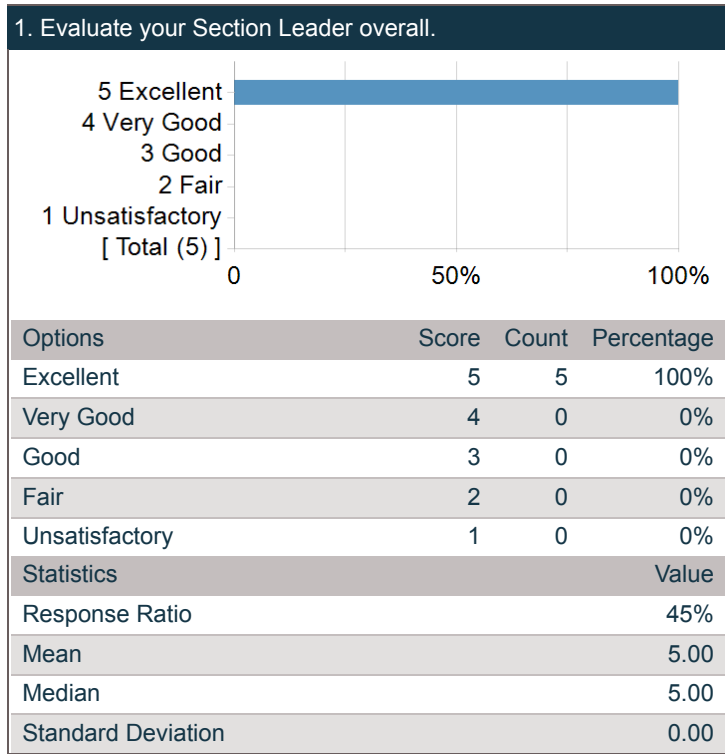 1. Evaluate your Section Leader overall.
5 Excellent
4 Very Good
3 Good
2 Fair
1 Unsatisfactory
[ Total (5) ]
0 50% 100%
Options Score Count Percentage
Excellent 5 5 100%
Very Good 4 0 0%
Good 3 0 0%
Fair 2 0 0%
Unsatisfactory 1 0 0%
Statistics Value
Response Ratio 45%
Mean 5.00
Median 5.00
Standard Deviation 0.00